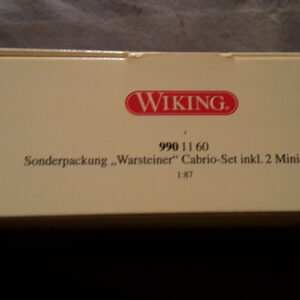 WIKING®
990 11 60
Sonderpackung „Warsteiner“ Cabrio-Set inkl. 2 Mini
1:87